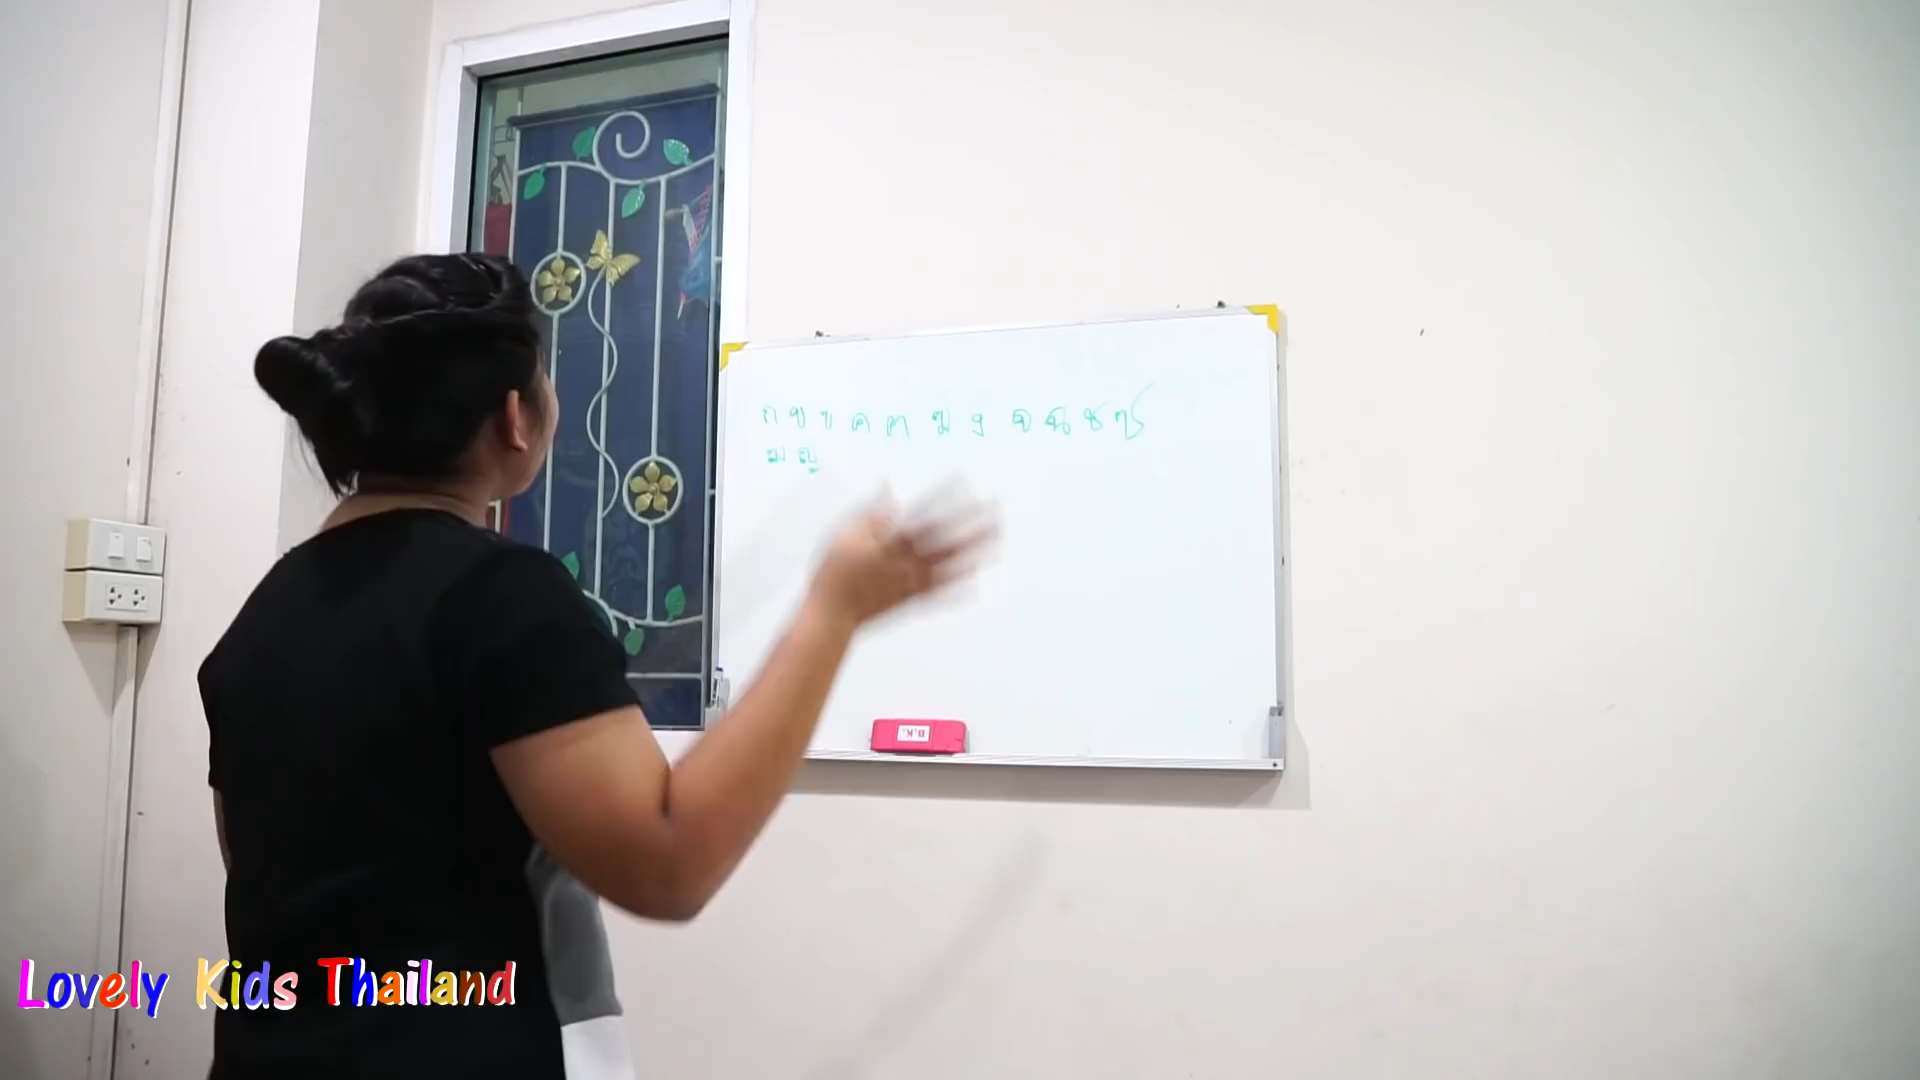 ก ข ฃ ค ฅ ฆ ง จ ฉ ช ซ
ฌ ญ
B.K.
Lovely Kids Thailand